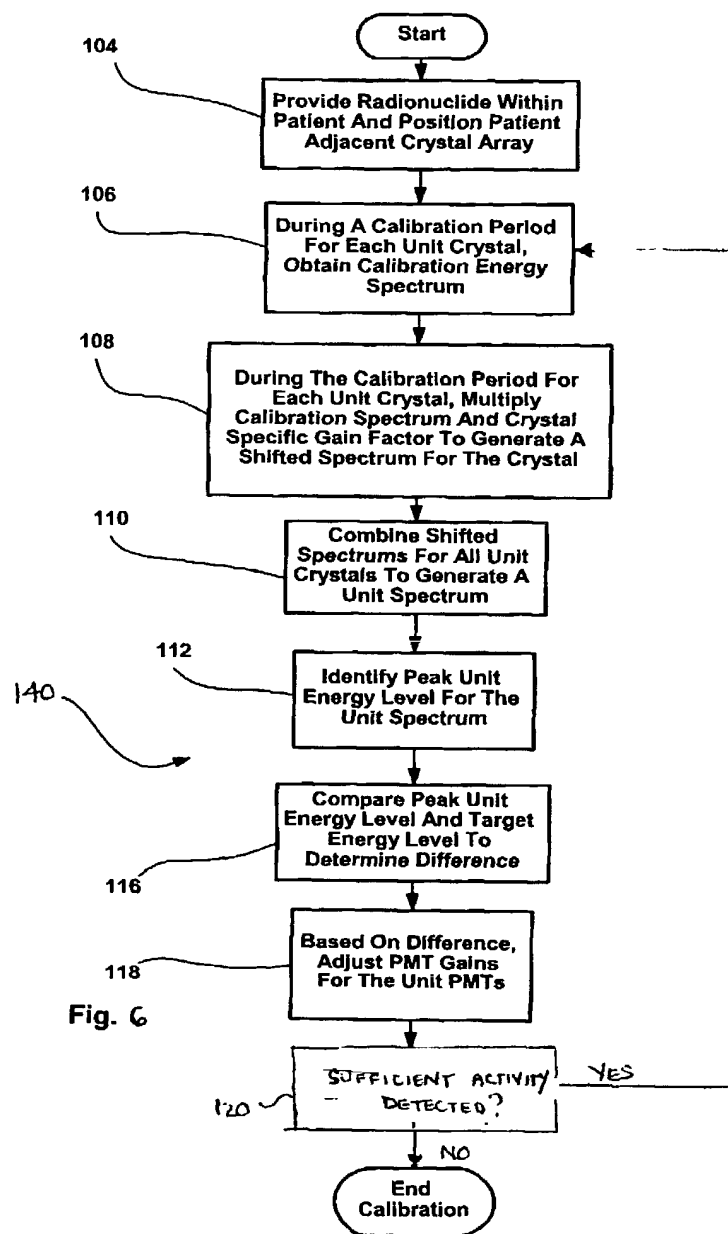 Start
104
Provide Radionuclide Within
Patient And Position Patient
Adjacent Crystal Array
106
During A Calibration Period
For Each Unit Crystal,
Obtain Calibration Energy
Spectrum
108
During The Calibration Period For
Each Unit Crystal, Multiply
Calibration Spectrum And Crystal
Specific Gain Factor To Generate A
Shifted Spectrum For The Crystal
110
Combine Shifted
Spectrums For All Unit
Crystals To Generate A
Unit Spectrum
112
Identify Peak Unit
Energy Level For The
Unit Spectrum
140
Compare Peak Unit
Energy Level And Target
Energy Level To
Determine Difference
116
Based On Difference,
Adjust PMT Gains
For The Unit PMTs
118
Fig. 6
SUFFICIENT ACTIVITY
DETECTED?
YES
120
NO
End
Calibration